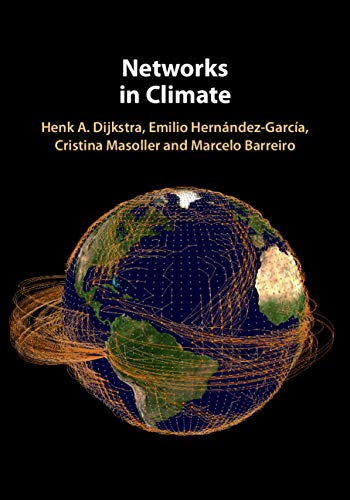 Networks
in Climate
Henk A. Dijkstra, Emilio Hernández-García,
Cristina Masoller and Marcelo Barreiro